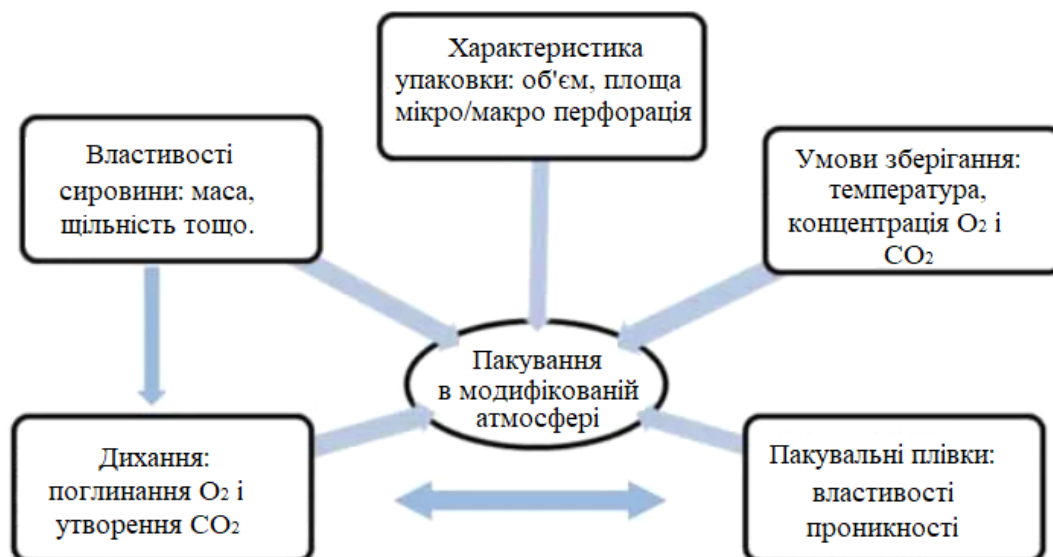 Характеристика
упаковки: об'єм, площа
мікро/макро перфорація
Властивості
сировини: маса,
щільність тощо.
Умови зберігання:
температура,
концентрація O₂ і
CO₂
Пакування
в модифікованій
атмосфері
Дихання:
поглинання O₂ і
утворення CO₂
Пакувальні плівки:
властивості
проникності